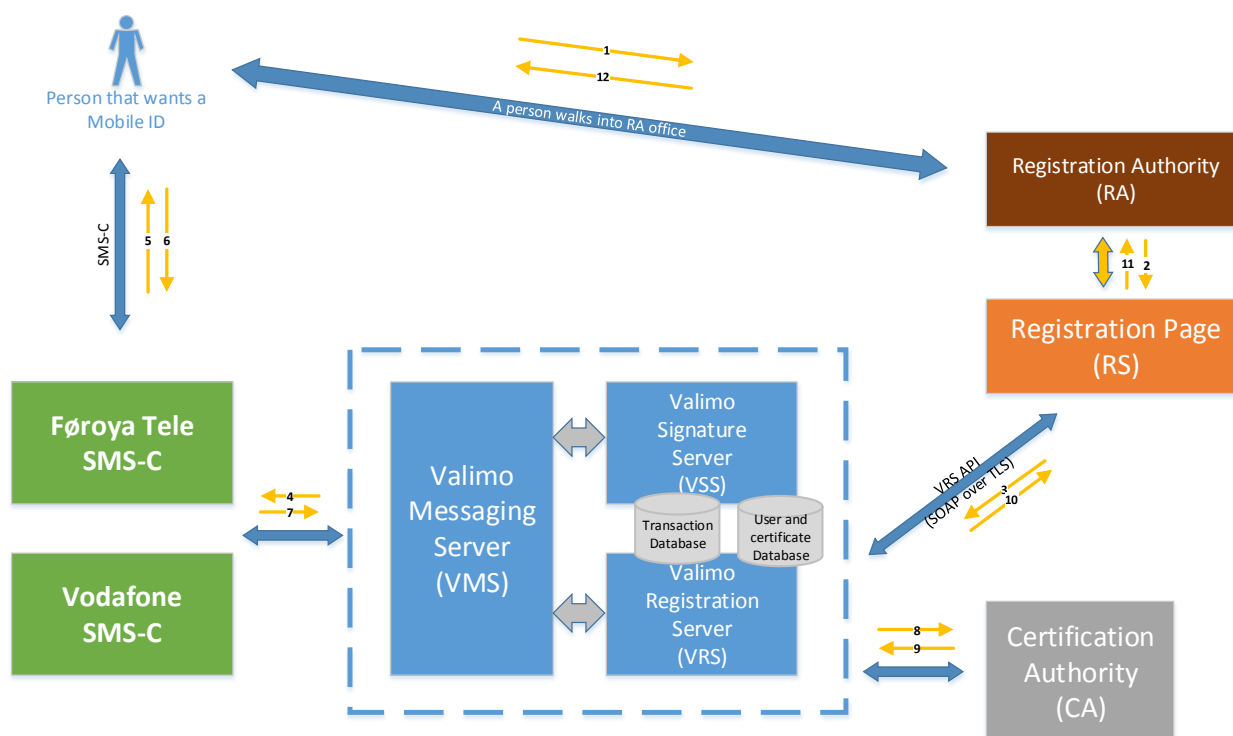 1
12
A person walks into RA office
Person that wants a
Mobile ID
Registration Authority
(RA)
SMS-C
5
6
11
2
Registration Page
(RS)
Føroya Tele
SMS-C
Vodafone
SMS-C
4
7
Valimo
Messaging
Server
(VMS)
Valimo
Signature
Server
(VSS)
Transaction
Database
User and
certificate
Database
Valimo
Registration
Server
(VRS)
VRS API
(SOAP over TLS)
3
10
8
9
Certification
Authority
(CA)